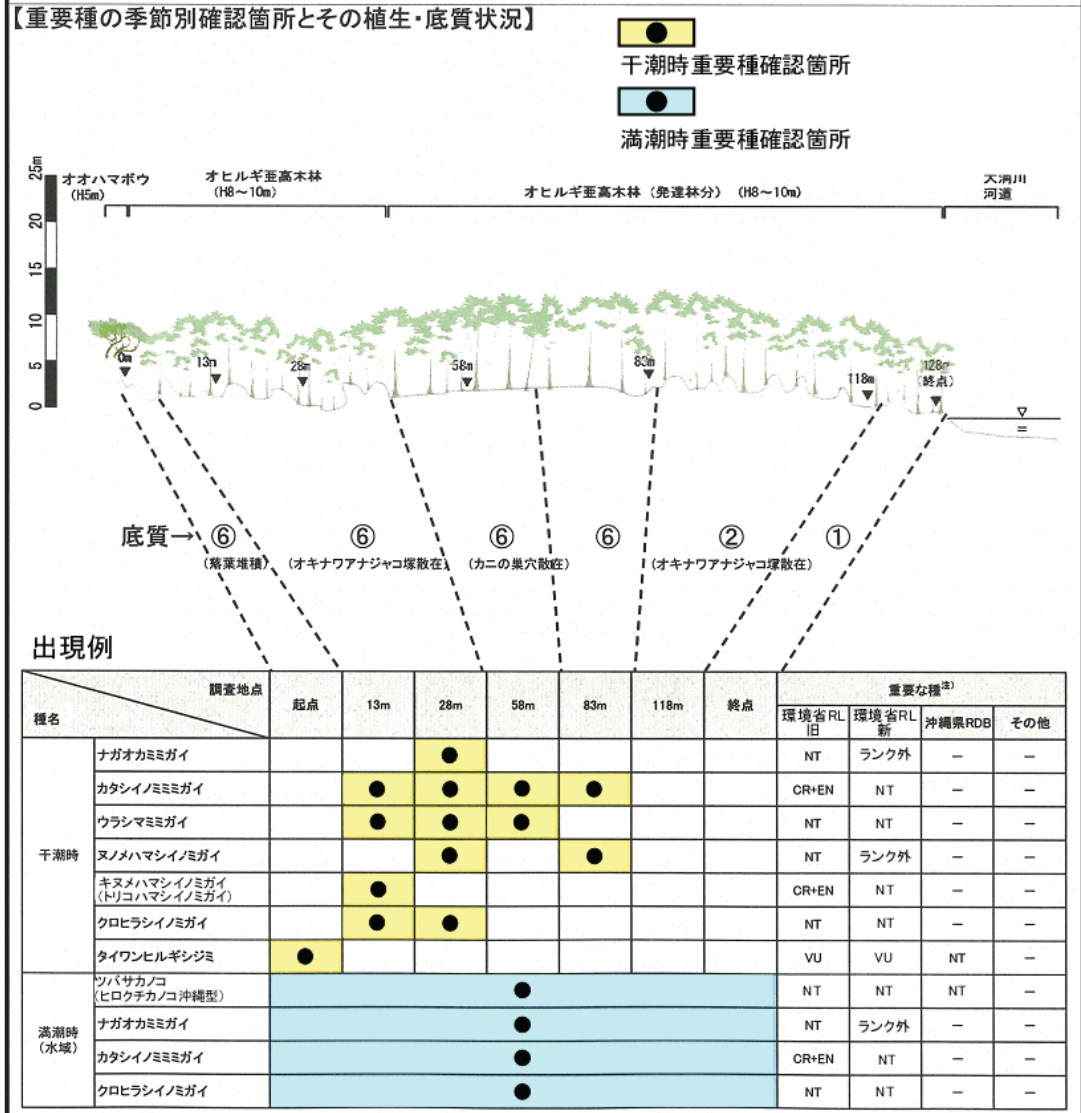 【重要種の季節別確認箇所とその植生・底質状況】
干潮時重要種確認箇所
満潮時重要種確認箇所
25m
20
15
10
5
0
オオハマボウ
(H5m)
オヒルギ亜高木林
(H8～10m)
オヒルギ亜高木林(発達林分) (H8～10m)
河道
0m
13m
28m
58m
83m
118m
128m
(終点)
底質→
⑥
(落葉堆積)
⑥
(オキナワアナジャコ塚散在)
⑥
(カニの巣穴散在)
⑥
②
(オキナワアナジャコ塚散在)
①
出現例
調査地点
種名
起点 13m 28m 58m 83m 118m 終点
重要な種注)
環境省RL旧 環境省RL新 沖縄県RDB その他
干潮時
ナガオカミミガイ ● NT ランク外 － －
カタシイノミミミガイ ● ● ● ● CR+EN NT － －
ウラシマミミガイ ● ● ● NT NT － －
ヌノメハマシイノミガイ ● ● NT ランク外 － －
キヌメハマシイノミガイ
(トリコハマシイノミガイ) ● CR+EN NT － －
クロヒラシイノミガイ ● ● NT NT － －
タイワンヒルギシジミ ● VU VU NT －
満潮時
(水域)
ツバサカノコ
(ヒロクチカノコ沖縄型) ● NT NT NT －
ナガオカミミガイ ● NT ランク外 － －
カタシイノミミミガイ ● CR+EN NT － －
クロヒラシイノミガイ ● NT NT － －